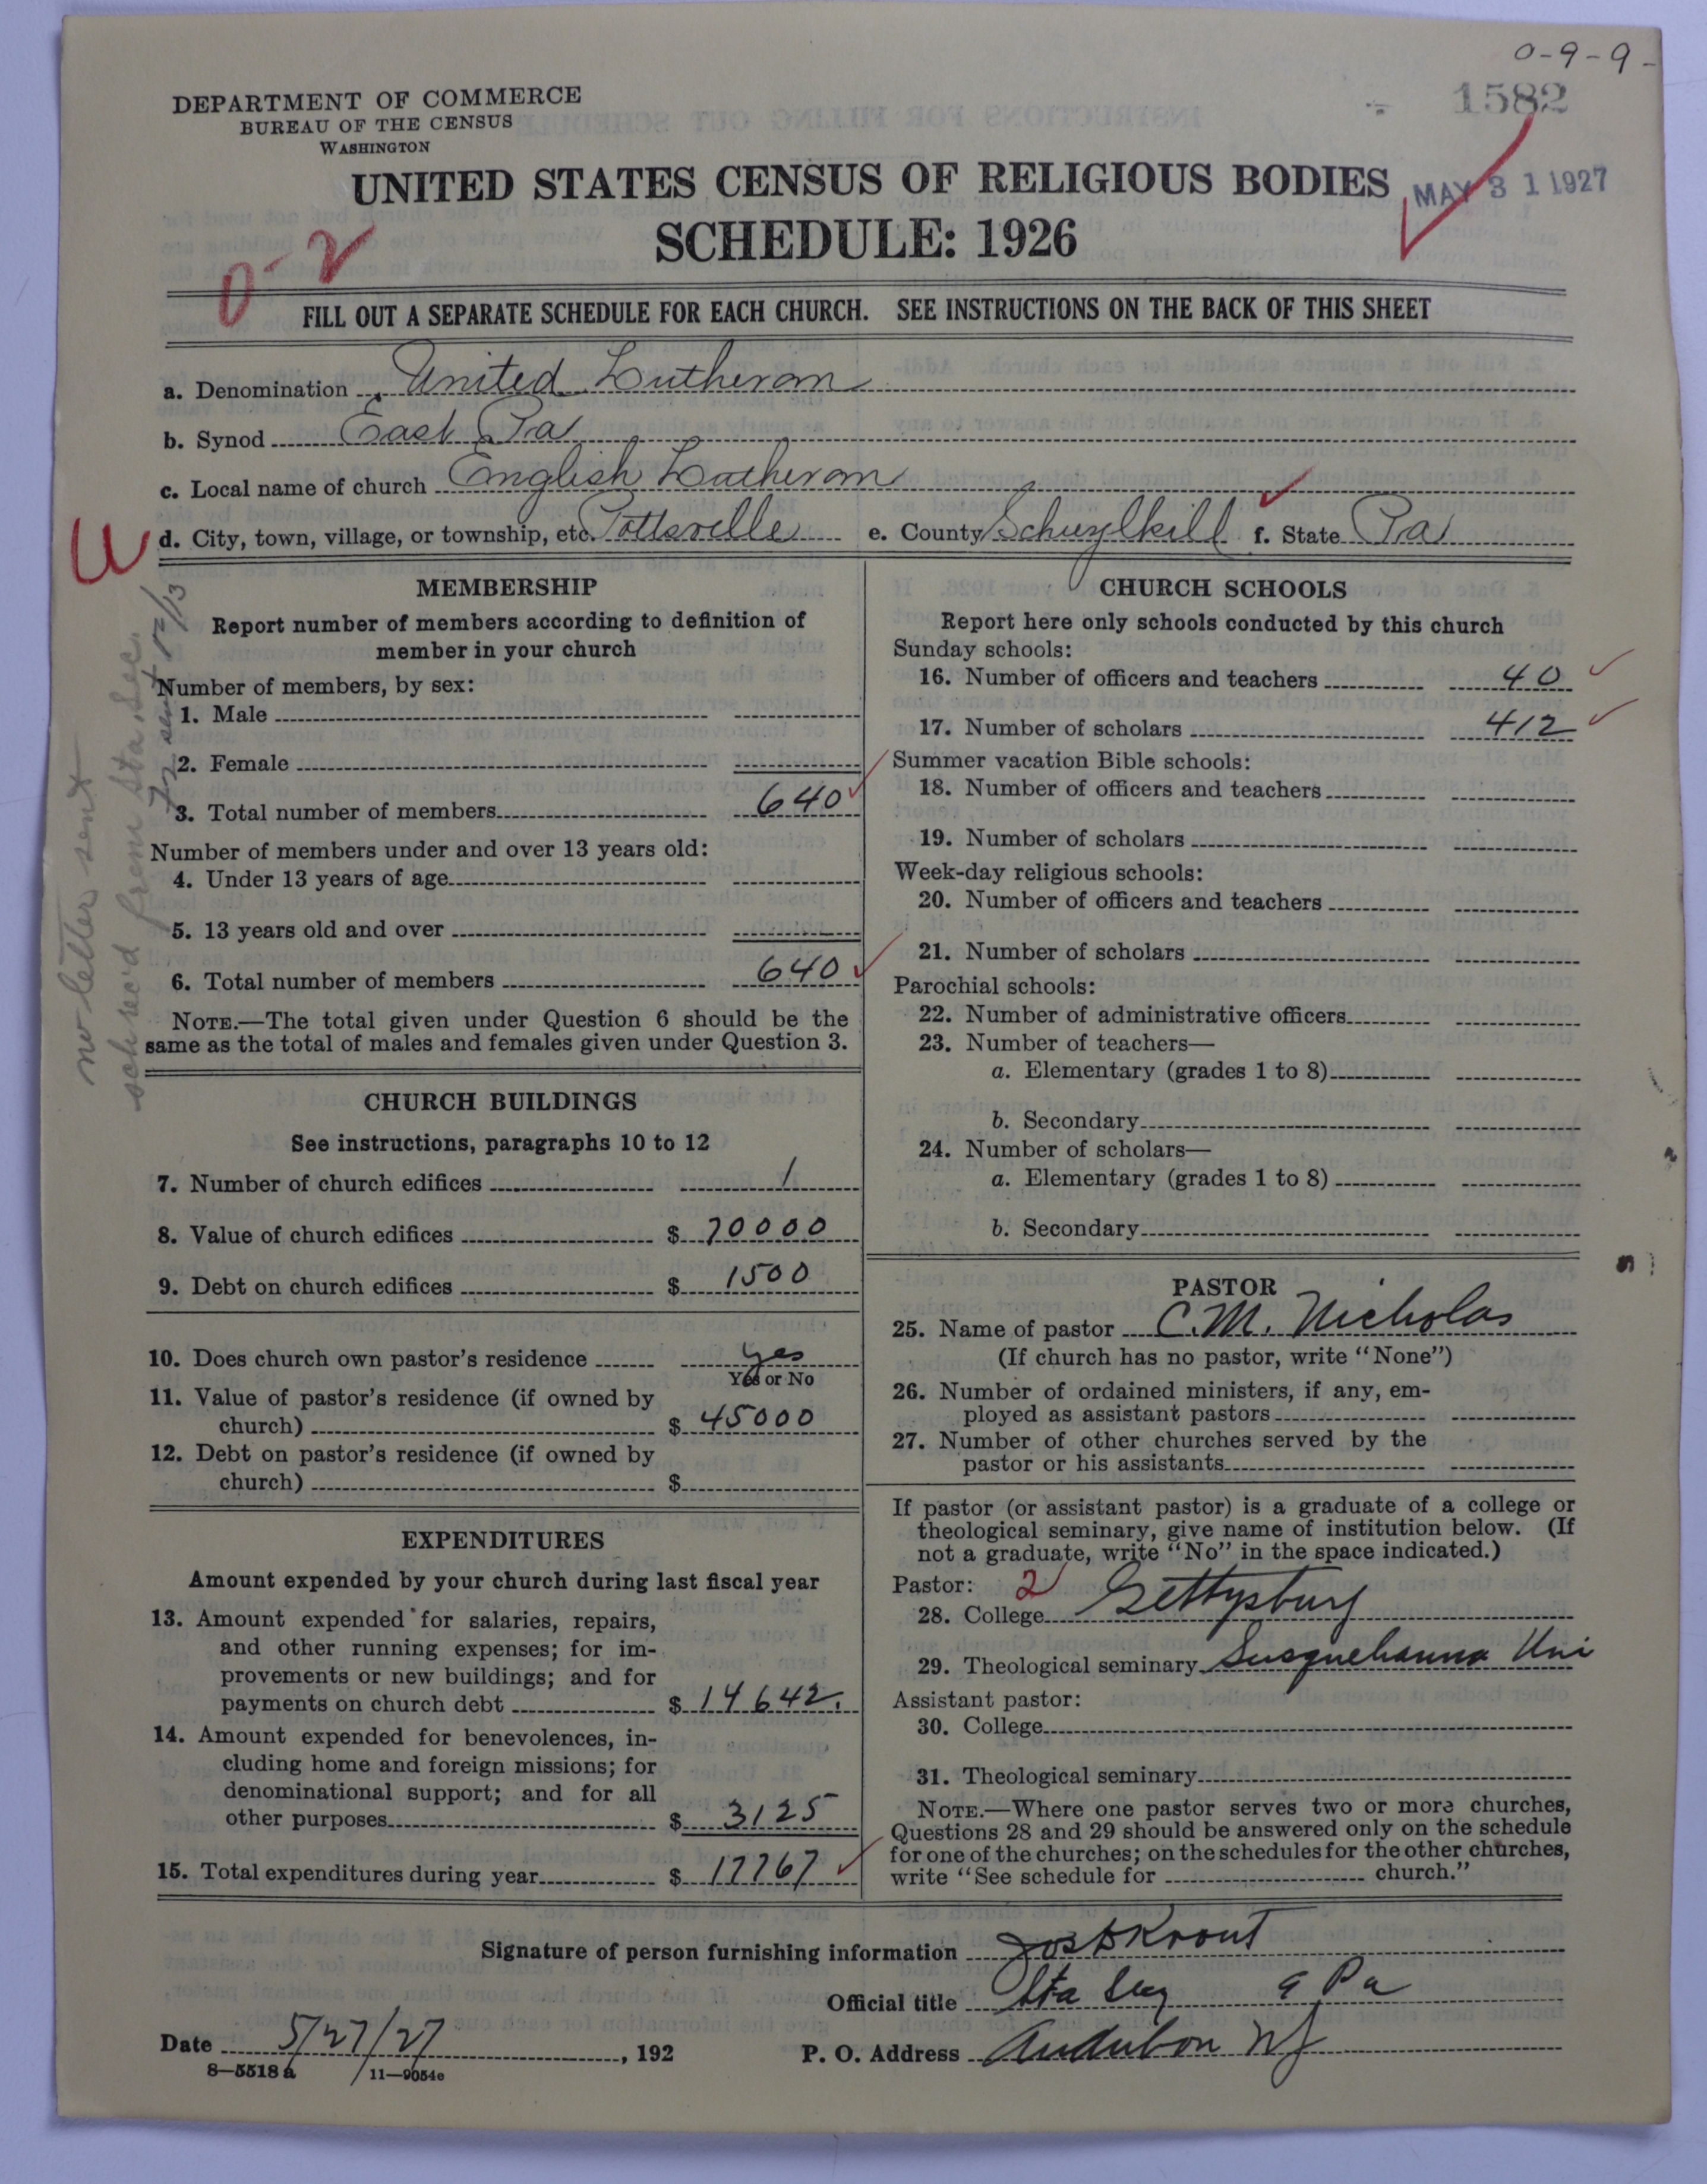 0-9-9-
1582
DEPARTMENT OF COMMERCE
BUREAU OF THE CENSUS
WASHINGTON
UNITED STATES CENSUS OF RELIGIOUS BODIES
MAY 31 1927
SCHEDULE: 1926
0-2
FILL OUT A SEPARATE SCHEDULE FOR EACH CHURCH. SEE INSTRUCTIONS ON THE BACK OF THIS SHEET
a. Denomination United Lutheran
b. Synod East Pa
c. Local name of church English Lutheran
d. City, town, village, or township, etc. Pottsville e. County Schuylkill f. State Pa
U
no letter sent
sch rec'd from Sta. Sec.
12/13
MEMBERSHIP
Report number of members according to definition of
member in your church
Number of members, by sex:
1. Male
2. Female
3. Total number of members 640
Number of members under and over 13 years old:
4. Under 13 years of age
5. 13 years old and over
6. Total number of members 640
NOTE.—The total given under Question 6 should be the
same as the total of males and females given under Question 3.
CHURCH BUILDINGS
See instructions, paragraphs 10 to 12
7. Number of church edifices 1
8. Value of church edifices $ 70000
9. Debt on church edifices $ 1500
10. Does church own pastor's residence yes
Yes or No
11. Value of pastor's residence (if owned by
church) $ 45000
12. Debt on pastor's residence (if owned by
church) $
EXPENDITURES
Amount expended by your church during last fiscal year
13. Amount expended for salaries, repairs,
and other running expenses; for im-
provements or new buildings; and for
payments on church debt $ 14642.
14. Amount expended for benevolences, in-
cluding home and foreign missions; for
denominational support; and for all
other purposes $ 3125
15. Total expenditures during year $ 17767
CHURCH SCHOOLS
Report here only schools conducted by this church
Sunday schools:
16. Number of officers and teachers 40
17. Number of scholars 412
Summer vacation Bible schools:
18. Number of officers and teachers
19. Number of scholars
Week-day religious schools:
20. Number of officers and teachers
21. Number of scholars
Parochial schools:
22. Number of administrative officers
23. Number of teachers—
a. Elementary (grades 1 to 8)
b. Secondary
24. Number of scholars—
a. Elementary (grades 1 to 8)
b. Secondary
PASTOR
25. Name of pastor C. M. Nicholas
(If church has no pastor, write "None")
26. Number of ordained ministers, if any, em-
ployed as assistant pastors
27. Number of other churches served by the
pastor or his assistants
If pastor (or assistant pastor) is a graduate of a college or
theological seminary, give name of institution below. (If
not a graduate, write "No" in the space indicated.)
Pastor: 2
28. College Gettysburg
29. Theological seminary Susquehanna Uni
Assistant pastor:
30. College
31. Theological seminary
NOTE.—Where one pastor serves two or more churches,
Questions 28 and 29 should be answered only on the schedule
for one of the churches; on the schedules for the other churches,
write "See schedule for church."
Signature of person furnishing information Jos D Krout
Official title Sta Secy Pa
Date 5/27/27, 192 P. O. Address Audubon NJ
8—5518a 11—9054e